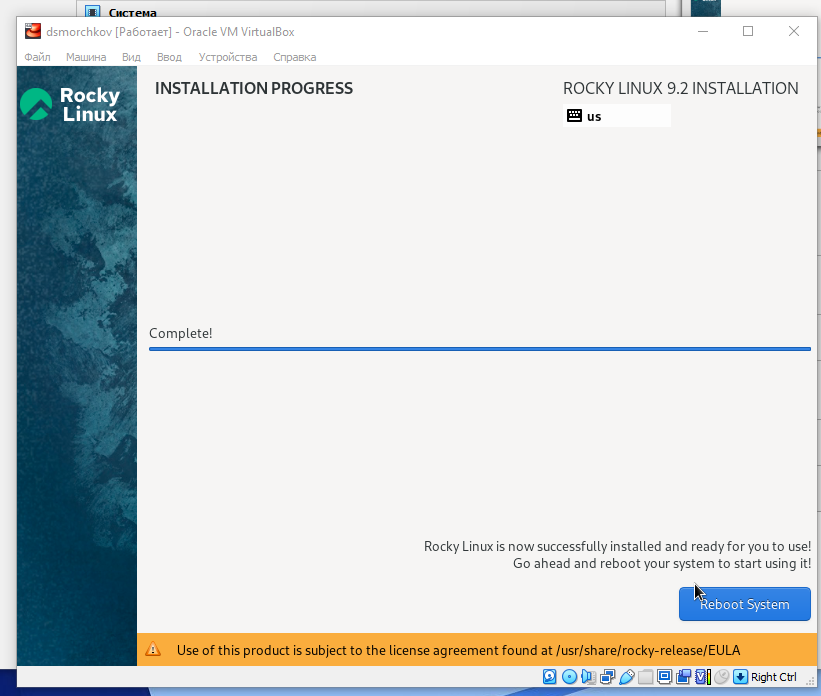 Система
dsmorchkov [Работает] - Oracle VM VirtualBox
Файл Машина Вид Ввод Устройства Справка
Rocky
Linux
INSTALLATION PROGRESS
ROCKY LINUX 9.2 INSTALLATION
us
Complete!
Rocky Linux is now successfully installed and ready for you to use!
Go ahead and reboot your system to start using it!
Reboot System
Use of this product is subject to the license agreement found at /usr/share/rocky-release/EULA
Right Ctrl